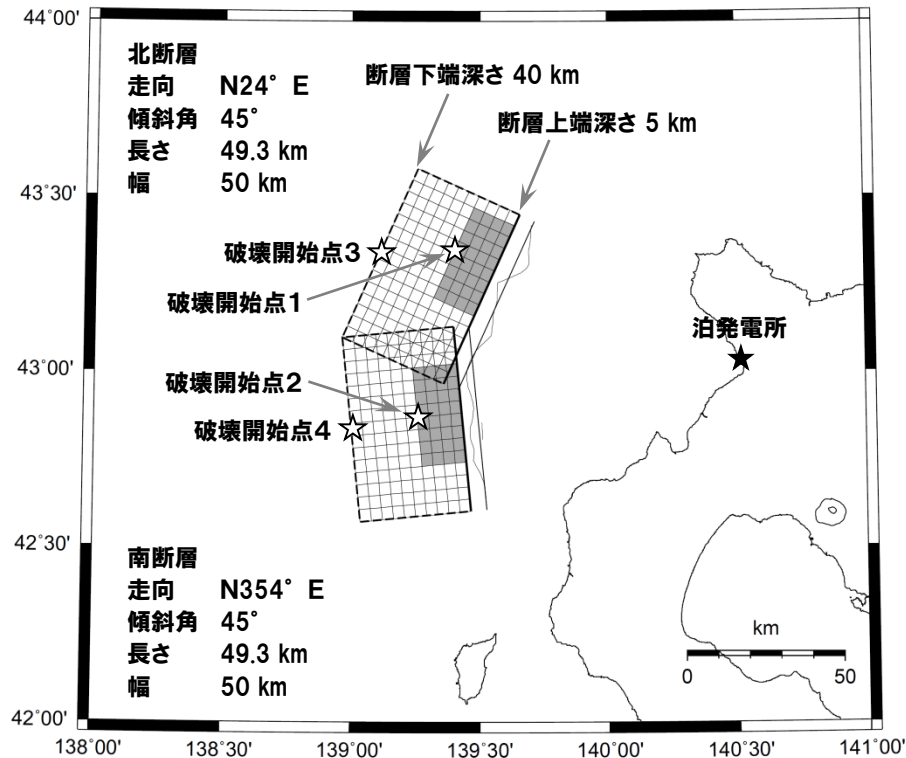 44°00'
北断層
走向 N24° E
傾斜角 45°
長さ 49.3 km
幅 50 km
断層下端深さ 40 km
断層上端深さ 5 km
43°30'
破壊開始点3
破壊開始点1
泊発電所
43°00'
破壊開始点2
破壊開始点4
42°30'
南断層
走向 N354° E
傾斜角 45°
長さ 49.3 km
幅 50 km
km
0 50
42°00'
138°00' 138°30' 139°00' 139°30' 140°00' 140°30' 141°00'